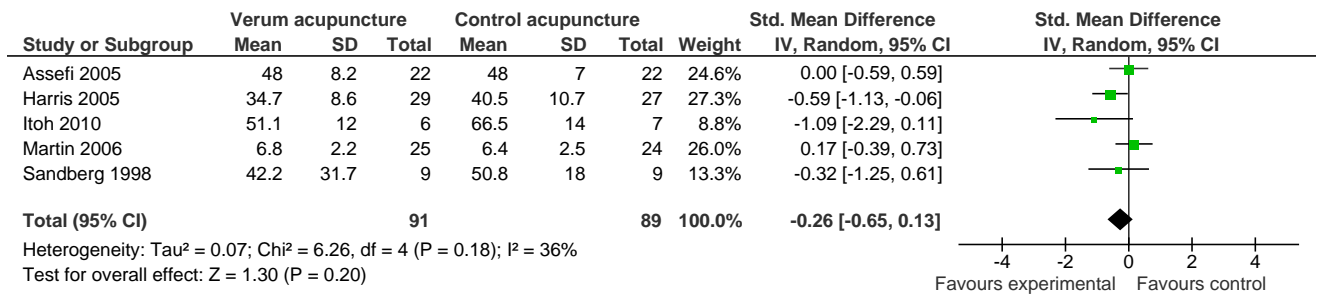 Verum acupuncture Control acupuncture Std. Mean Difference Std. Mean Difference
Study or Subgroup Mean SD Total Mean SD Total Weight IV, Random, 95% CI IV, Random, 95% CI
Assefi 2005 48 8.2 22 48 7 22 24.6% 0.00 [-0.59, 0.59]
Harris 2005 34.7 8.6 29 40.5 10.7 27 27.3% -0.59 [-1.13, -0.06]
Itoh 2010 51.1 12 6 66.5 14 7 8.8% -1.09 [-2.29, 0.11]
Martin 2006 6.8 2.2 25 6.4 2.5 24 26.0% 0.17 [-0.39, 0.73]
Sandberg 1998 42.2 31.7 9 50.8 18 9 13.3% -0.32 [-1.25, 0.61]
Total (95% CI) 91 89 100.0% -0.26 [-0.65, 0.13]
Heterogeneity: Tau² = 0.07; Chi² = 6.26, df = 4 (P = 0.18); I² = 36%
Test for overall effect: Z = 1.30 (P = 0.20)
-4 -2 0 2 4
Favours experimental Favours control